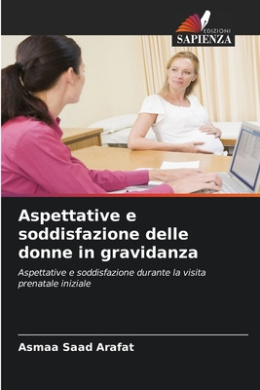 EDIZIONI
SAPIENZA
Aspettative e
soddisfazione delle
donne in gravidanza
Aspettative e soddisfazione durante la visita
prenatale iniziale
Asmaa Saad Arafat